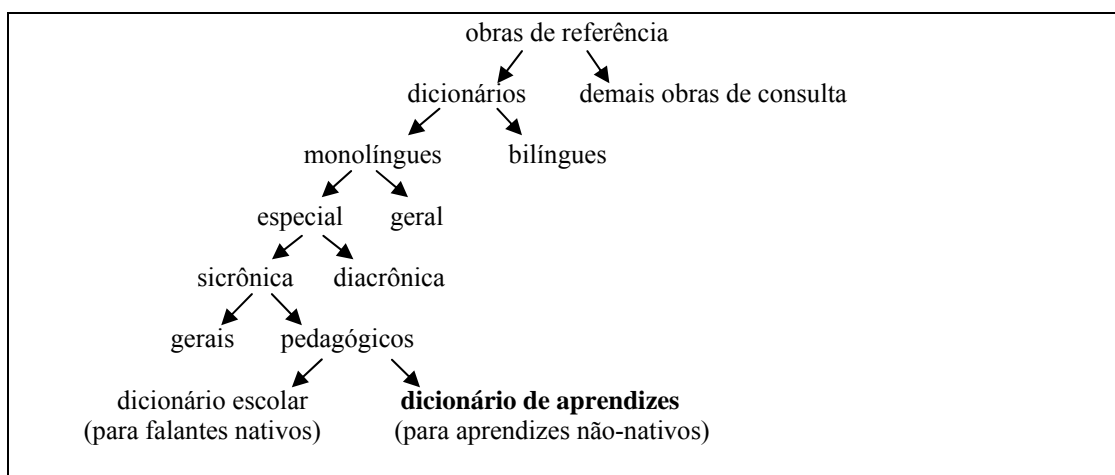 obras de referência
dicionários demais obras de consulta
monolíngues bilíngues
especial geral
sicrônica diacrônica
gerais pedagógicos
dicionário escolar dicionário de aprendizes
(para falantes nativos) (para aprendizes não-nativos)